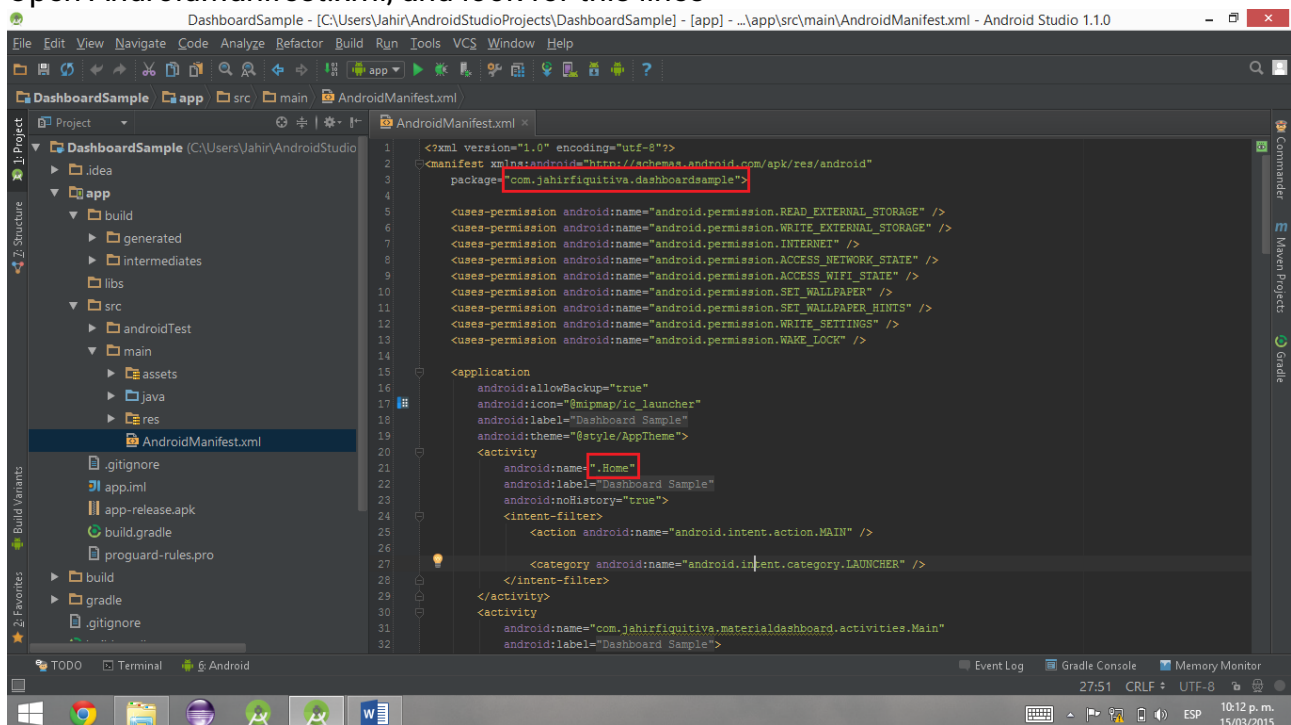 Open AndroidManifest.xml, and look for this lines
DashboardSample - [C:\Users\Jahir\AndroidStudioProjects\DashboardSample] - [app] - ...\app\src\main\AndroidManifest.xml - Android Studio 1.1.0
File Edit View Navigate Code Analyze Refactor Build Run Tools VCS Window Help
app
DashboardSample app src main AndroidManifest.xml
Project
AndroidManifest.xml
1: Project
7: Structure
Build Variants
2: Favorites
DashboardSample (C:\Users\Jahir\AndroidStudio
.idea
app
build
generated
intermediates
libs
src
androidTest
main
assets
java
res
AndroidManifest.xml
.gitignore
app.iml
app-release.apk
build.gradle
proguard-rules.pro
build
gradle
.gitignore
1 <?xml version="1.0" encoding="utf-8"?>
2 <manifest xmlns:android="http://schemas.android.com/apk/res/android"
3 package="com.jahirfiquitiva.dashboardsample">
4
5 <uses-permission android:name="android.permission.READ_EXTERNAL_STORAGE" />
6 <uses-permission android:name="android.permission.WRITE_EXTERNAL_STORAGE" />
7 <uses-permission android:name="android.permission.INTERNET" />
8 <uses-permission android:name="android.permission.ACCESS_NETWORK_STATE" />
9 <uses-permission android:name="android.permission.ACCESS_WIFI_STATE" />
10 <uses-permission android:name="android.permission.SET_WALLPAPER" />
11 <uses-permission android:name="android.permission.SET_WALLPAPER_HINTS" />
12 <uses-permission android:name="android.permission.WRITE_SETTINGS" />
13 <uses-permission android:name="android.permission.WAKE_LOCK" />
14
15 <application
16 android:allowBackup="true"
17 android:icon="@mipmap/ic_launcher"
18 android:label="Dashboard Sample"
19 android:theme="@style/AppTheme">
20 <activity
21 android:name=".Home"
22 android:label="Dashboard Sample"
23 android:noHistory="true">
24 <intent-filter>
25 <action android:name="android.intent.action.MAIN" />
26
27 <category android:name="android.intent.category.LAUNCHER" />
28 </intent-filter>
29 </activity>
30 <activity
31 android:name="com.jahirfiquitiva.materialdashboard.activities.Main"
32 android:label="Dashboard Sample">
Commander
m Maven Projects
Gradle
TODO Terminal 6: Android Event Log Gradle Console Memory Monitor
27:51 CRLF UTF-8
ESP
10:12 p. m.
15/03/2015